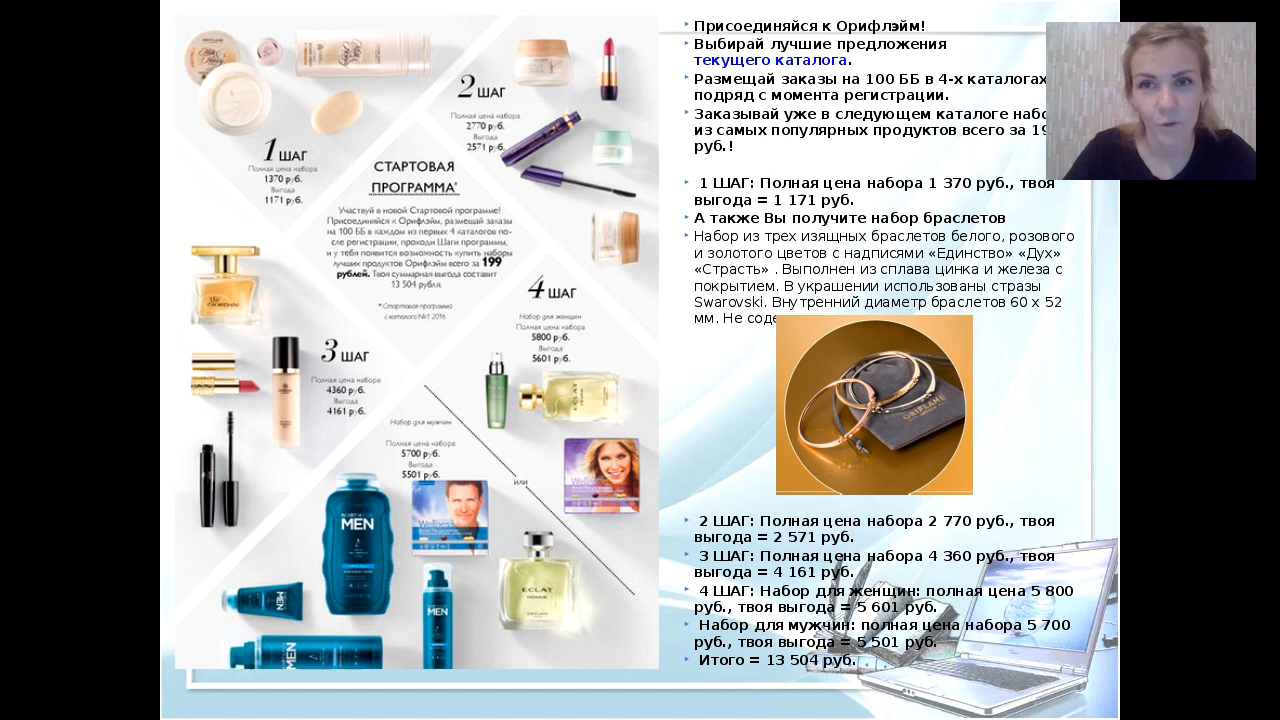 1 ШАГ
Полная цена набора
1370 руб.
Выгода
1171 руб.
2 ШАГ
Полная цена набора
2770 руб.
Выгода
2571 руб.
СТАРТОВАЯ
ПРОГРАММА*
Участвуй в новой Стартовой программе!
Присоединяйся к Орифлэйм, размещай заказы
на 100 ББ в каждом из первых 4 каталогов по-
сле регистрации, проходи Шаги программы,
и у тебя появится возможность купить наборы
лучших продуктов Орифлэйм всего за 199
рублей. Твоя суммарная выгода составит
13 504 рубля.
* Стартовая программа
с каталога №1 2016
3 ШАГ
Полная цена набора
4360 руб.
Выгода
4161 руб.
4 ШАГ
Набор для женщин
Полная цена набора
5800 руб.
Выгода
5601 руб.
Набор для мужчин
Полная цена набора
5700 руб.
Выгода
5501 руб.
или
NORTH FOR
MEN
MEN
MEN
MEN
ECLAT
FEMME
ECLAT
HOMME
Присоединяйся к Орифлэйм!
Выбирай лучшие предложения
текущего каталога.
Размещай заказы на 100 ББ в 4-х каталогах
подряд с момента регистрации.
Заказывай уже в следующем каталоге
из самых популярных продуктов всего за
руб.!
1 ШАГ: Полная цена набора 1 370 руб., твоя
выгода = 1 171 руб.
А также Вы получите набор браслетов
Набор из трех изящных браслетов белого, розового
и золотого цветов с надписями «Единство» «Дух»
«Страсть» . Выполнен из сплава цинка и железа с
покрытием. В украшении использованы стразы
Swarovski. Внутренний диаметр браслетов 60 х 52
мм. Не
ORIFLAME
2 ШАГ: Полная цена набора 2 770 руб., твоя
выгода = 2 571 руб.
3 ШАГ: Полная цена набора 4 360 руб., твоя
выгода = 4 161 руб.
4 ШАГ: Набор для женщин: полная цена 5 800
руб., твоя выгода = 5 601 руб.
Набор для мужчин: полная цена набора 5 700
руб., твоя выгода = 5 501 руб.
Итого = 13 504 руб.